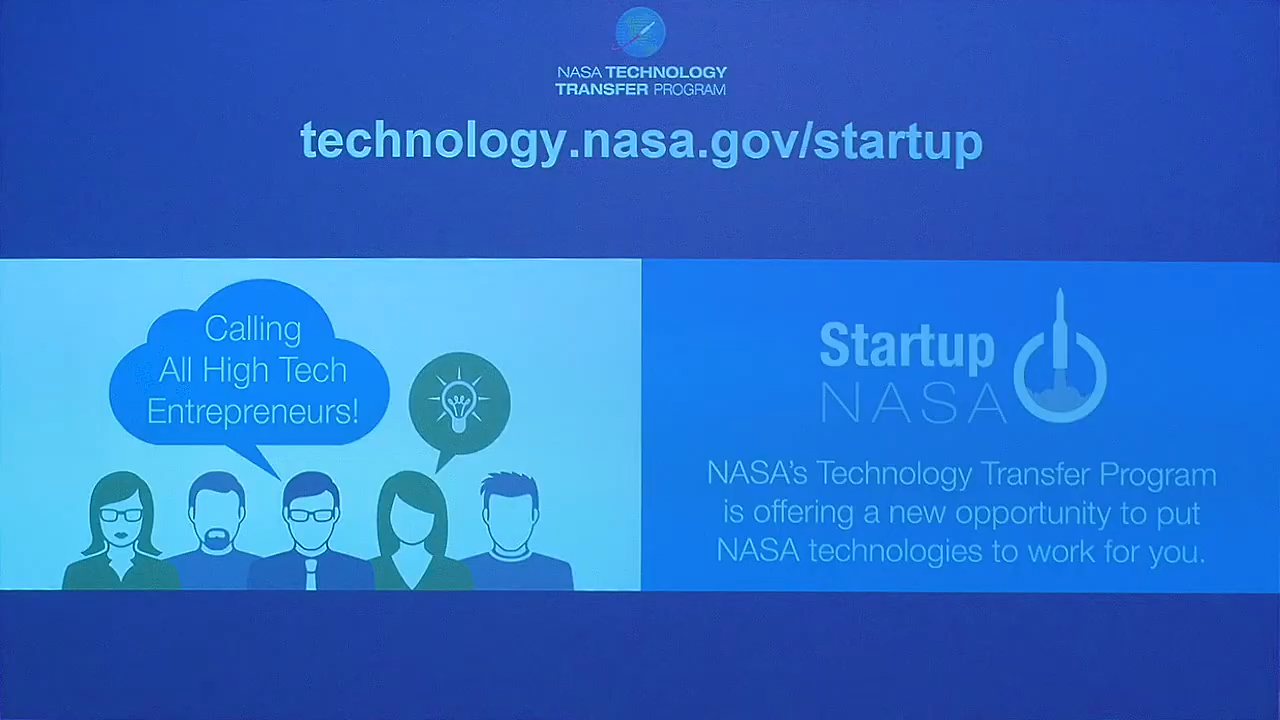 NASA TECHNOLOGY
TRANSFER PROGRAM
technology.nasa.gov/startup
Calling
All High Tech
Entrepreneurs!
Startup
NASA
NASA's Technology Transfer Program
is offering a new opportunity to put
NASA technologies to work for you.